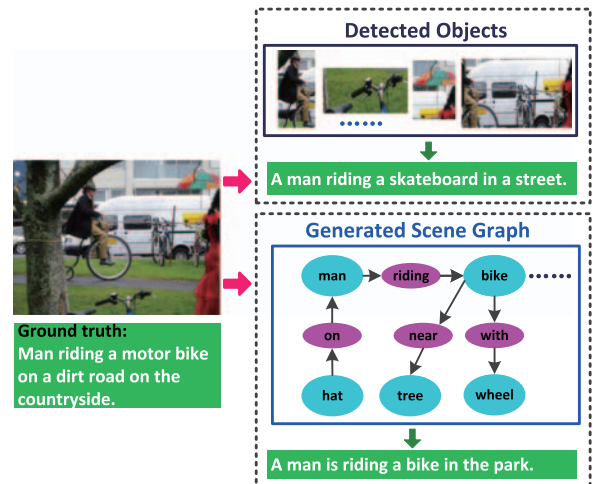 Detected Objects
......
A man riding a skateboard in a street.
Generated Scene Graph
man riding bike ......
on near with
hat tree wheel
A man is riding a bike in the park.
Ground truth:
Man riding a motor bike
on a dirt road on the
countryside.